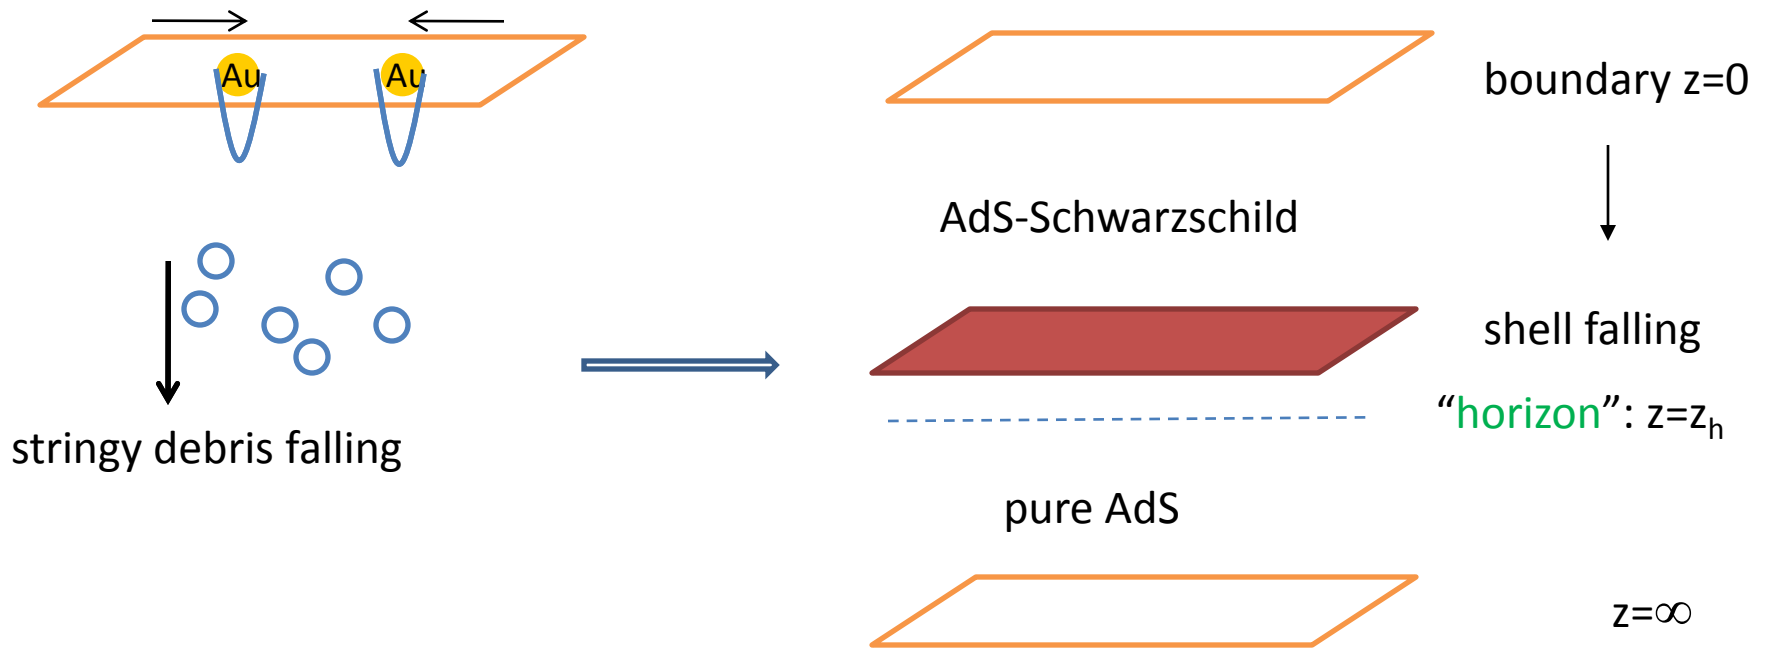 Au
Au
stringy debris falling
boundary z=0
AdS-Schwarzschild
shell falling
“horizon”: z=zh
pure AdS
z=∞